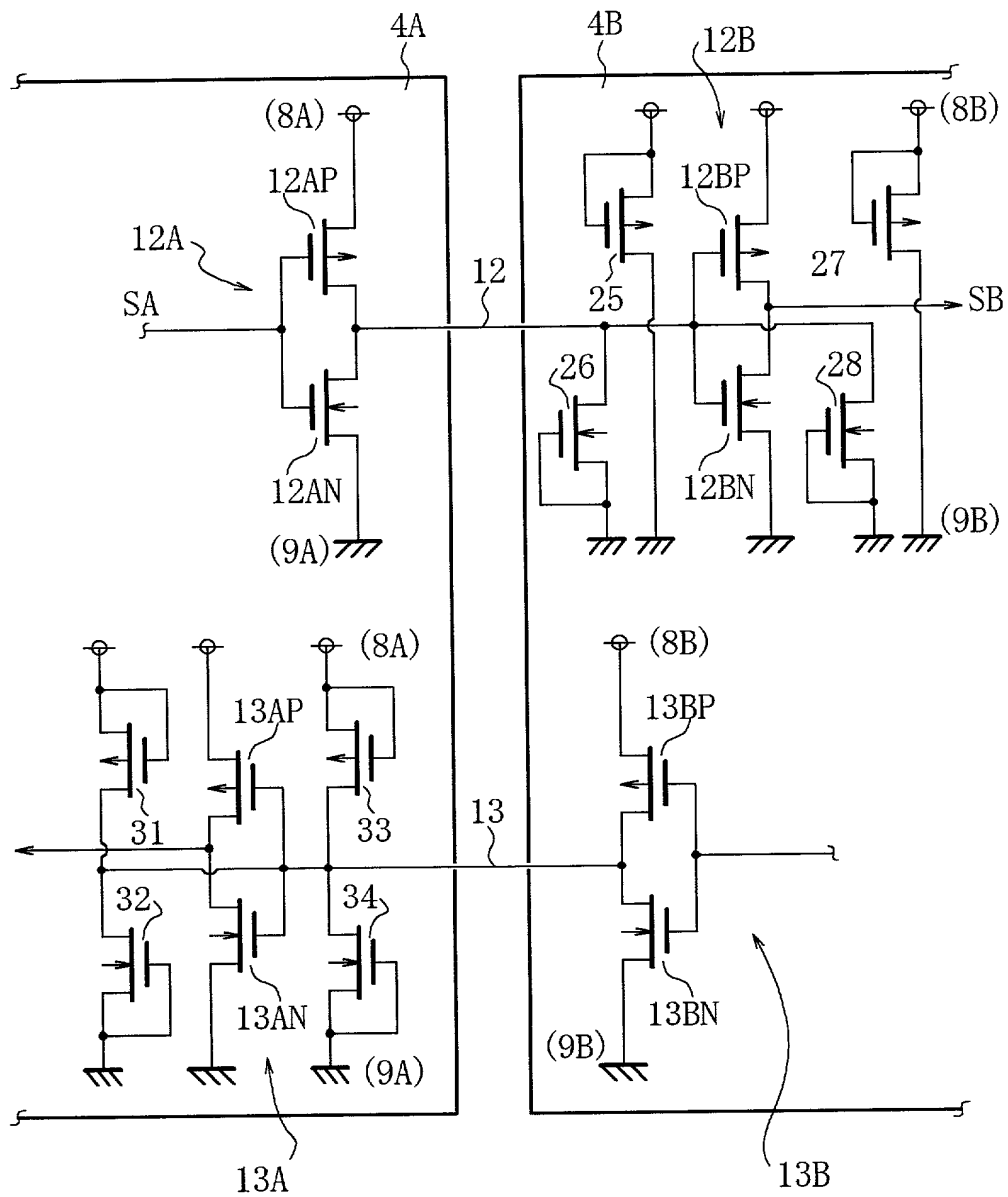 4A
4B
12B
(8A)
(8B)
12AP
12BP
12A
25
27
SA
12
SB
26
28
12AN
12BN
(9A)
(9B)
(8A)
(8B)
13AP
13BP
31
33
13
32
34
13AN
13BN
(9B)
(9A)
13A
13B